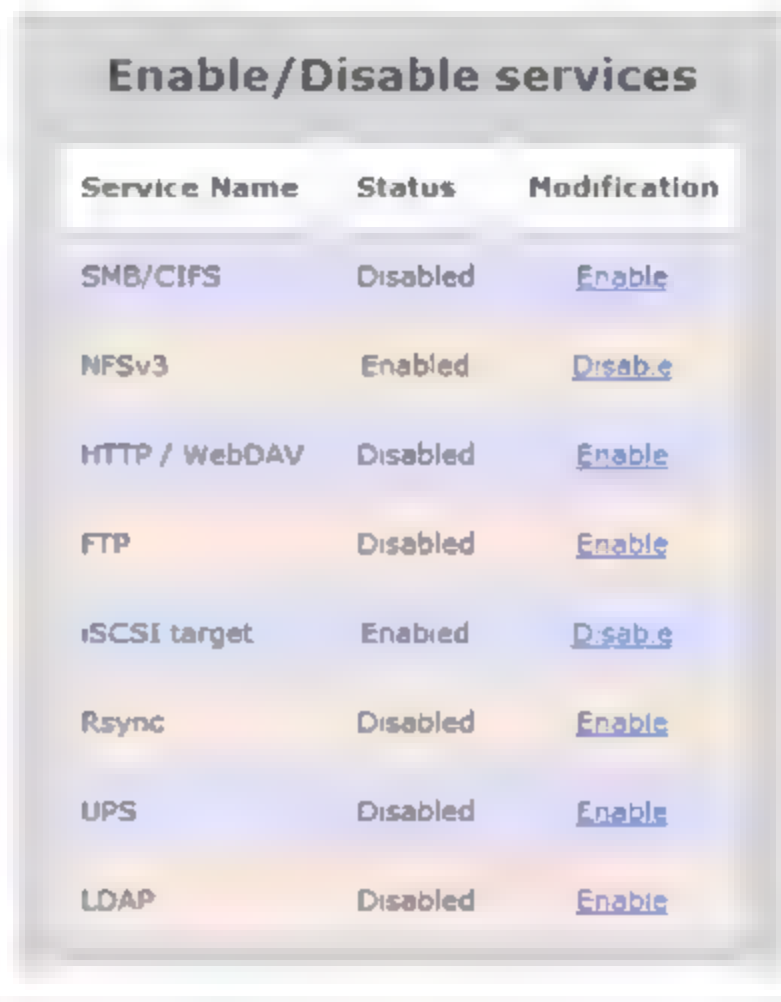 Enable/Disable services
Service Name Status Modification
SMB/CIFS Disabled Enable
NFSv3 Enabled Disable
HTTP / WebDAV Disabled Enable
FTP Disabled Enable
iSCSI target Enabled Disable
Rsync Disabled Enable
UPS Disabled Enable
LDAP Disabled Enable